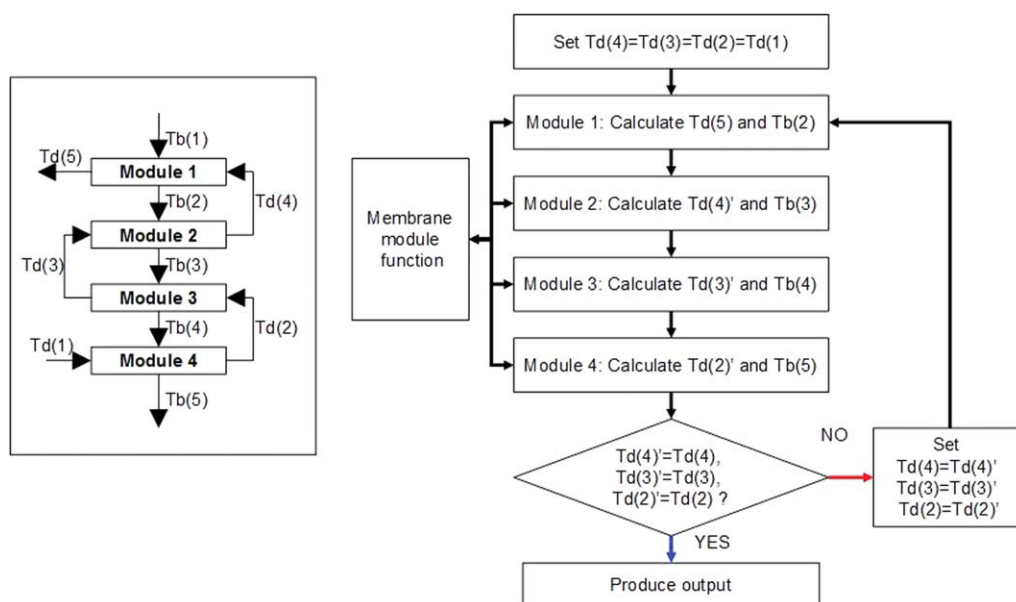 Tb(1)
Td(5)
Module 1
Tb(2)
Td(4)
Module 2
Td(3)
Tb(3)
Module 3
Tb(4)
Td(2)
Td(1)
Module 4
Tb(5)
Set Td(4)=Td(3)=Td(2)=Td(1)
Module 1: Calculate Td(5) and Tb(2)
Module 2: Calculate Td(4)’ and Tb(3)
Membrane
module
function
Module 3: Calculate Td(3)’ and Tb(4)
Module 4: Calculate Td(2)’ and Tb(5)
Td(4)’=Td(4),
Td(3)’=Td(3),
Td(2)’=Td(2) ?
NO
Set
Td(4)=Td(4)’
Td(3)=Td(3)’
Td(2)=Td(2)’
YES
Produce output